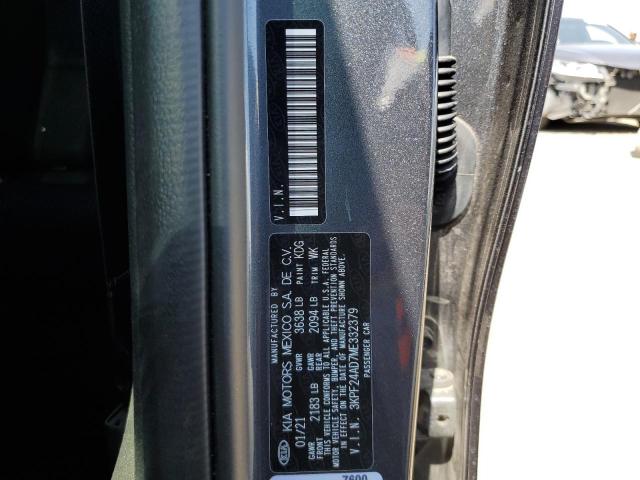 V.I.N.
MANUFACTURED BY
KIA KIA MOTORS MEXICO S.A. DE C.V.
01/21 GVWR 3638 LB PAINT KDG
GAWR FRONT 2183 LB GAWR REAR 2094 LB TRIM WK
THIS VEHICLE CONFORMS TO ALL APPLICABLE U.S.A. FEDERAL
MOTOR VEHICLE SAFETY, BUMPER, AND THEFT PREVENTION STANDARDS
IN EFFECT ON THE DATE OF MANUFACTURE SHOWN ABOVE.
V.I.N. 3KPF24AD7ME332379
PASSENGER CAR
7600